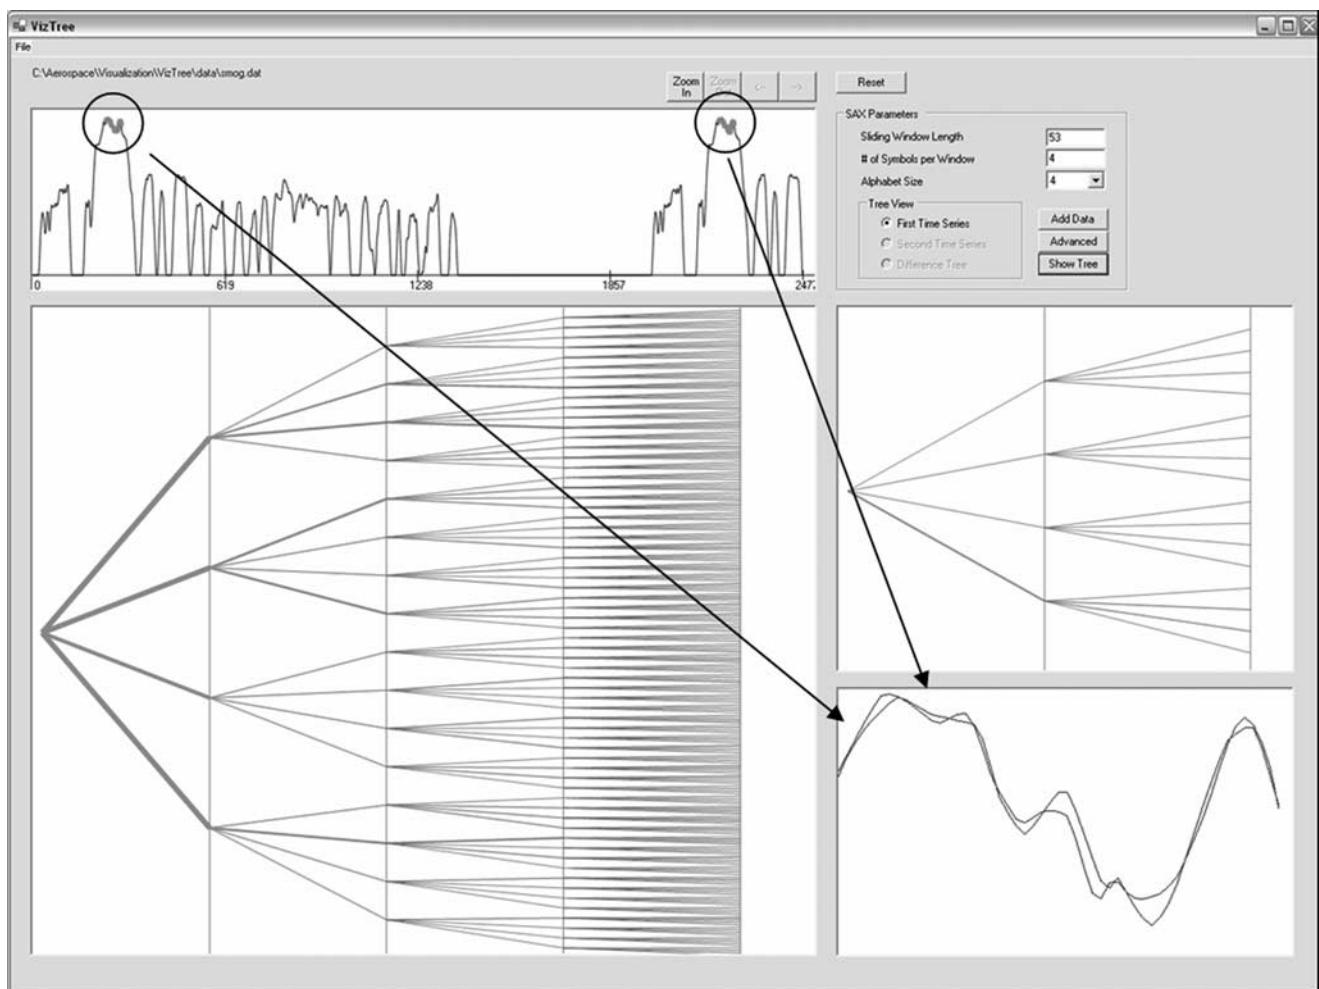 VizTree
File
C:\Aerospace\Visualization\VizTree\data\smog.dat
Zoom In
Zoom Out
<-
->
Reset
SAX Parameters
Sliding Window Length 53
# of Symbols per Window 4
Alphabet Size 4
Tree View
First Time Series
Second Time Series
Difference Tree
Add Data
Advanced
Show Tree
0 619 1238 1857